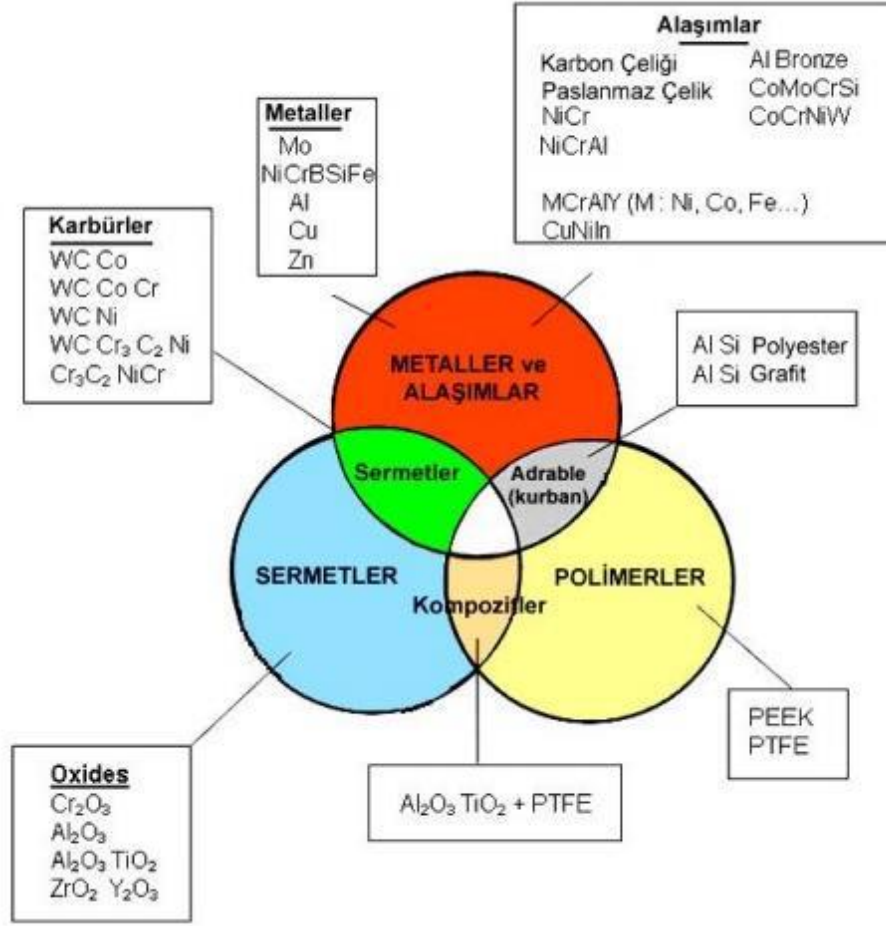 Alaşımlar
Karbon Çeliği
Al Bronze
Paslanmaz Çelik
CoMoCrSi
NiCr
CoCrNiW
NiCrAl
MCrAlY (M : Ni, Co, Fe...)
CuNiIn
Metaller
Mo
NiCrBSiFe
Al
Cu
Zn
Karbürler
WC Co
WC Co Cr
WC Ni
WC Cr₃ C₂ Ni
Cr₃C₂ NiCr
Al Si Polyester
Al Si Grafit
METALLER ve
ALAŞIMLAR
Sermetler
Adrable
(kurban)
SERMETLER
POLİMERLER
Kompozitler
PEEK
PTFE
Oxides
Cr₂O₃
Al₂O₃
Al₂O₃ TiO₂
ZrO₂ Y₂O₃
Al₂O₃ TiO₂ + PTFE